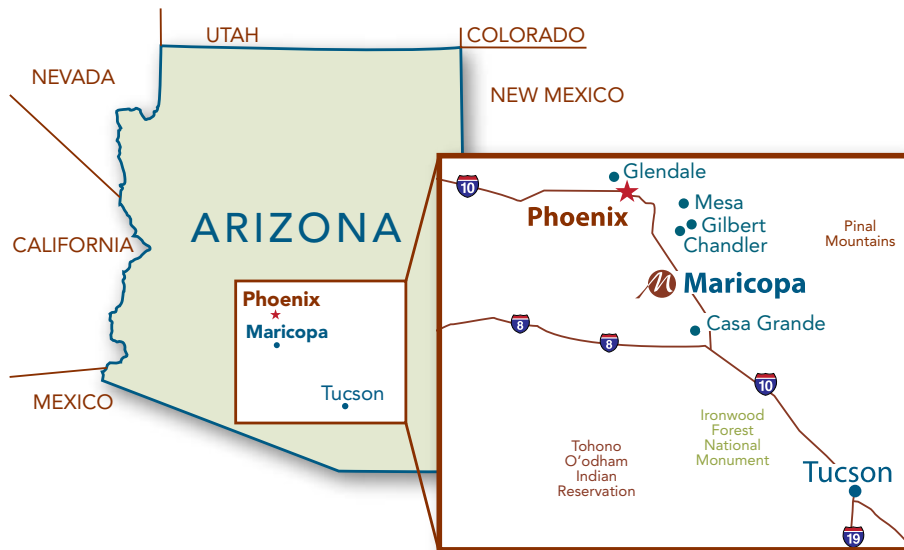 UTAH
COLORADO
NEVADA
NEW MEXICO
ARIZONA
CALIFORNIA
MEXICO
Phoenix
Maricopa
Tucson
10
Glendale
Phoenix
Mesa
Gilbert
Chandler
Pinal
Mountains
M
Maricopa
8
8
Casa Grande
10
Ironwood
Forest
National
Monument
Tohono
O'odham
Indian
Reservation
Tucson
19